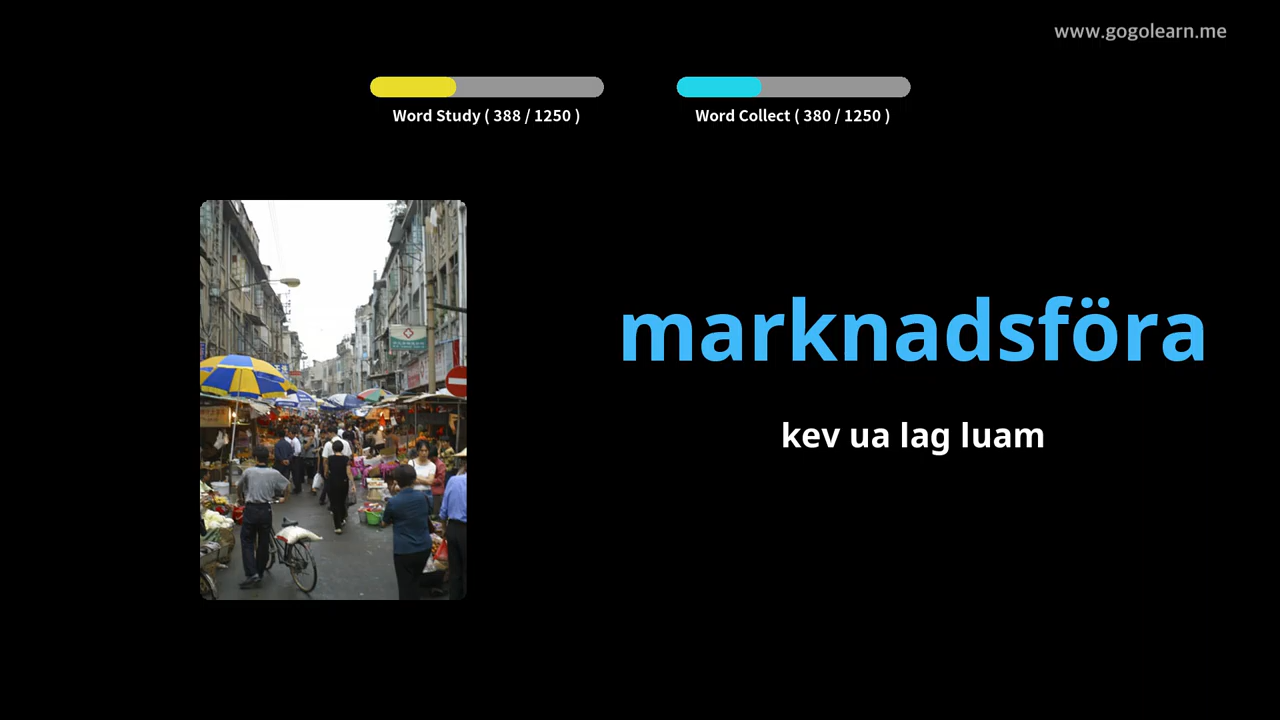 www.gogolearn.me
Word Study ( 388 / 1250 )
Word Collect ( 380 / 1250 )
marknadsföra
kev ua lag luam